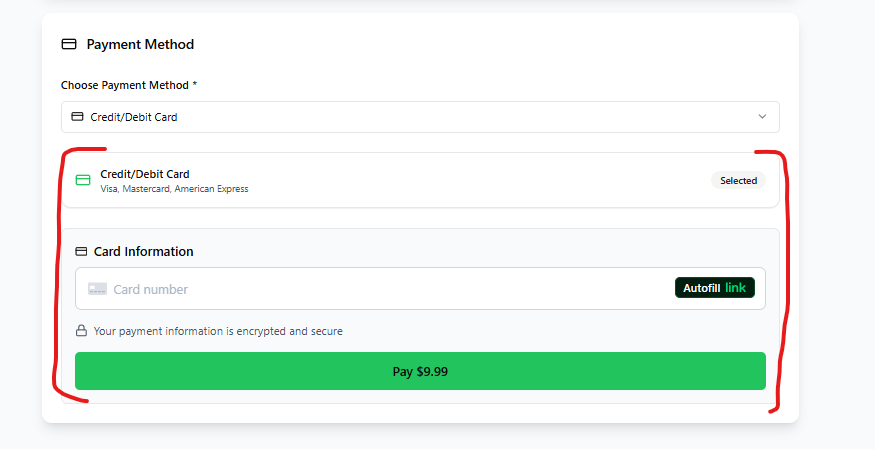 Payment Method
Choose Payment Method *
Credit/Debit Card
Credit/Debit Card
Visa, Mastercard, American Express
Selected
Card Information
Card number
Autofill link
Your payment information is encrypted and secure
Pay $9.99